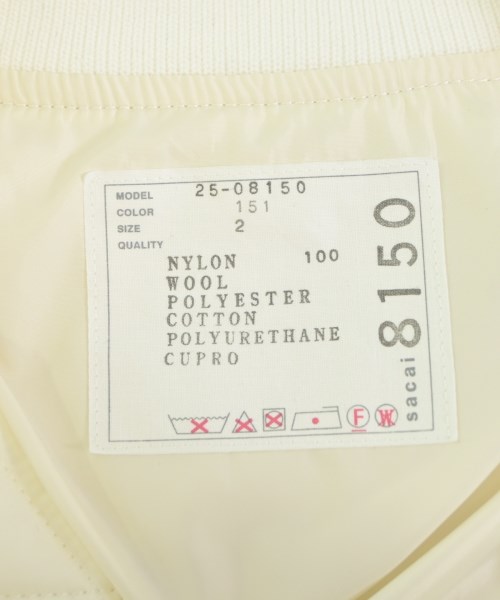 MODEL 25-08150
COLOR 151
SIZE 2
QUALITY
NYLON 100
WOOL
POLYESTER
COTTON
POLYURETHANE
CUPRO
F W
sacai 8150